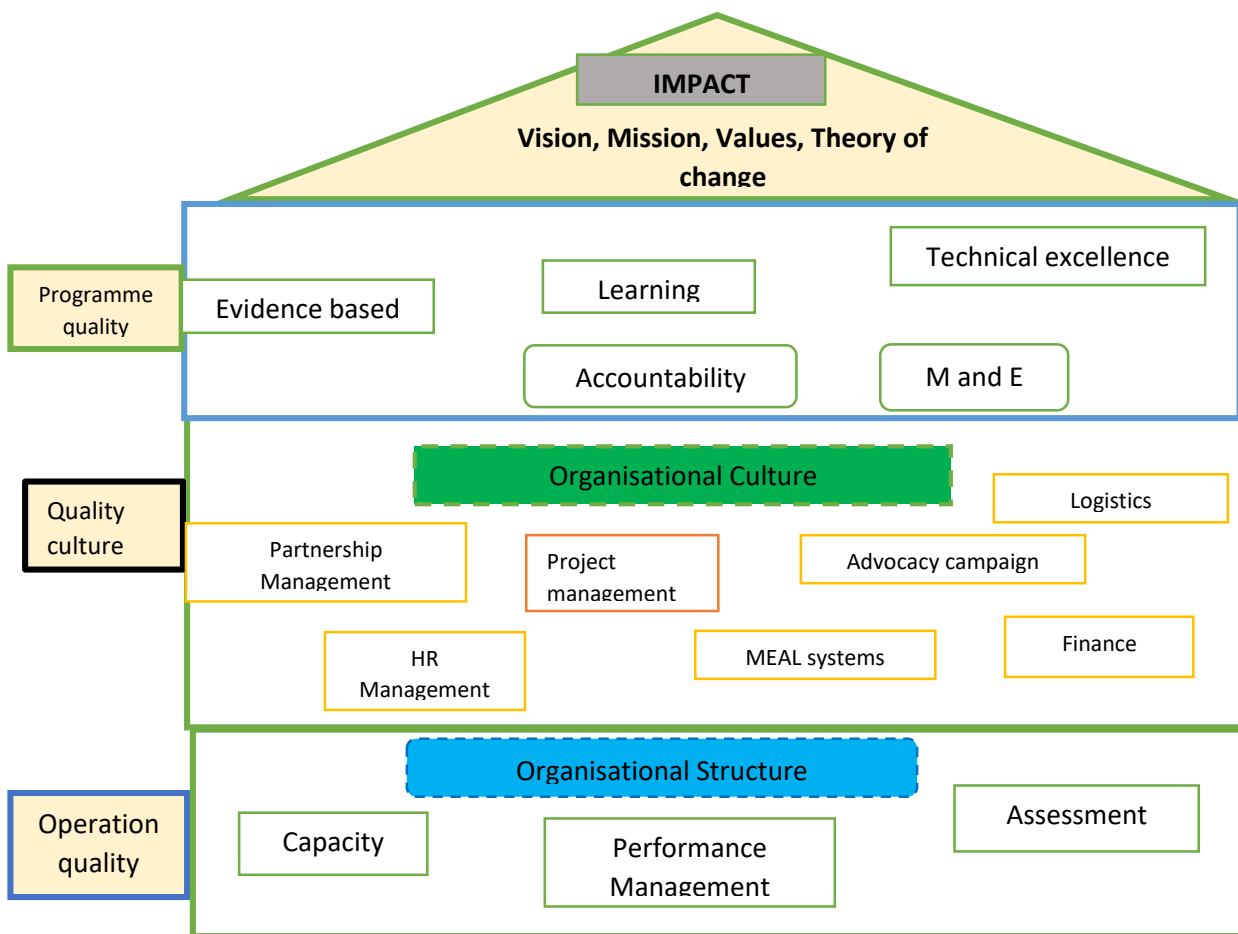 IMPACT
Vision, Mission, Values, Theory of
change
Programme
quality
Evidence based
Learning
Technical excellence
Accountability
M and E
Organisational Culture
Quality
culture
Logistics
Partnership
Management
Project
management
Advocacy campaign
HR
Management
MEAL systems
Finance
Organisational Structure
Operation
quality
Capacity
Performance
Management
Assessment